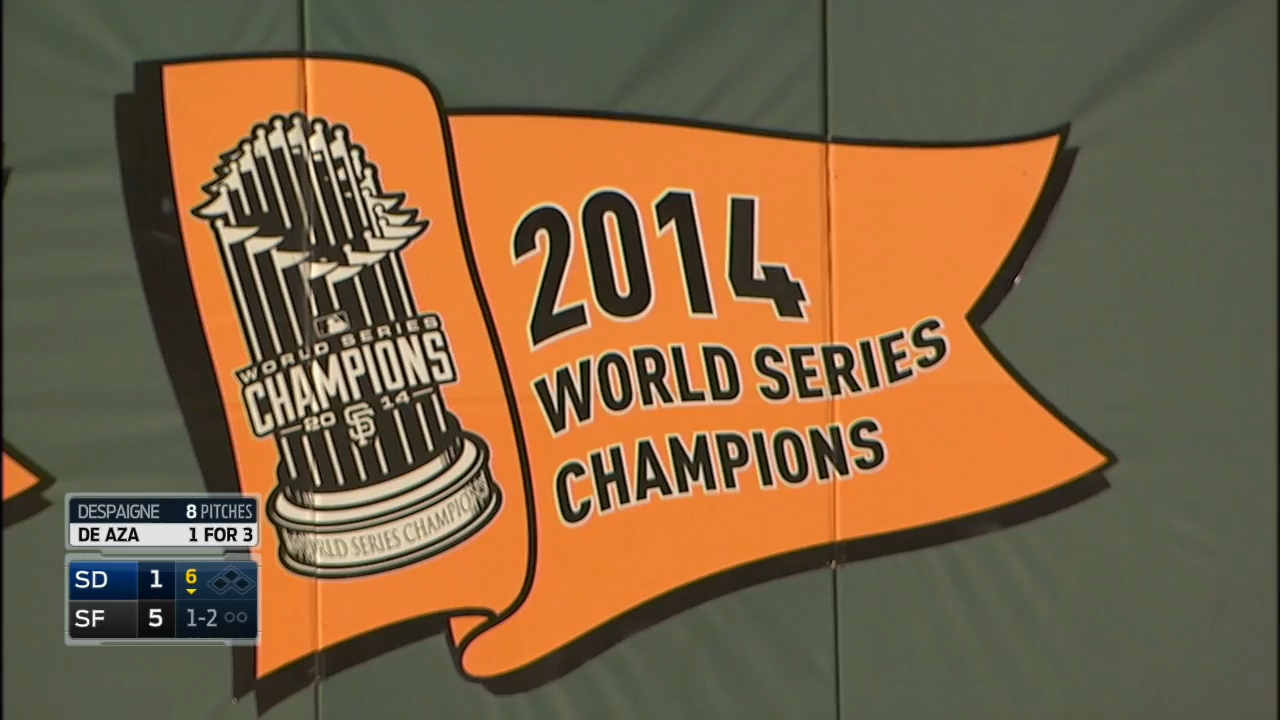 2014
WORLD SERIES
CHAMPIONS
WORLD SERIES
CHAMPIONS
20 SF 14
WORLD SERIES CHAMPIONS
DESPAIGNE 8 PITCHES
DE AZA 1 FOR 3
SD 1 6
SF 5 1-2